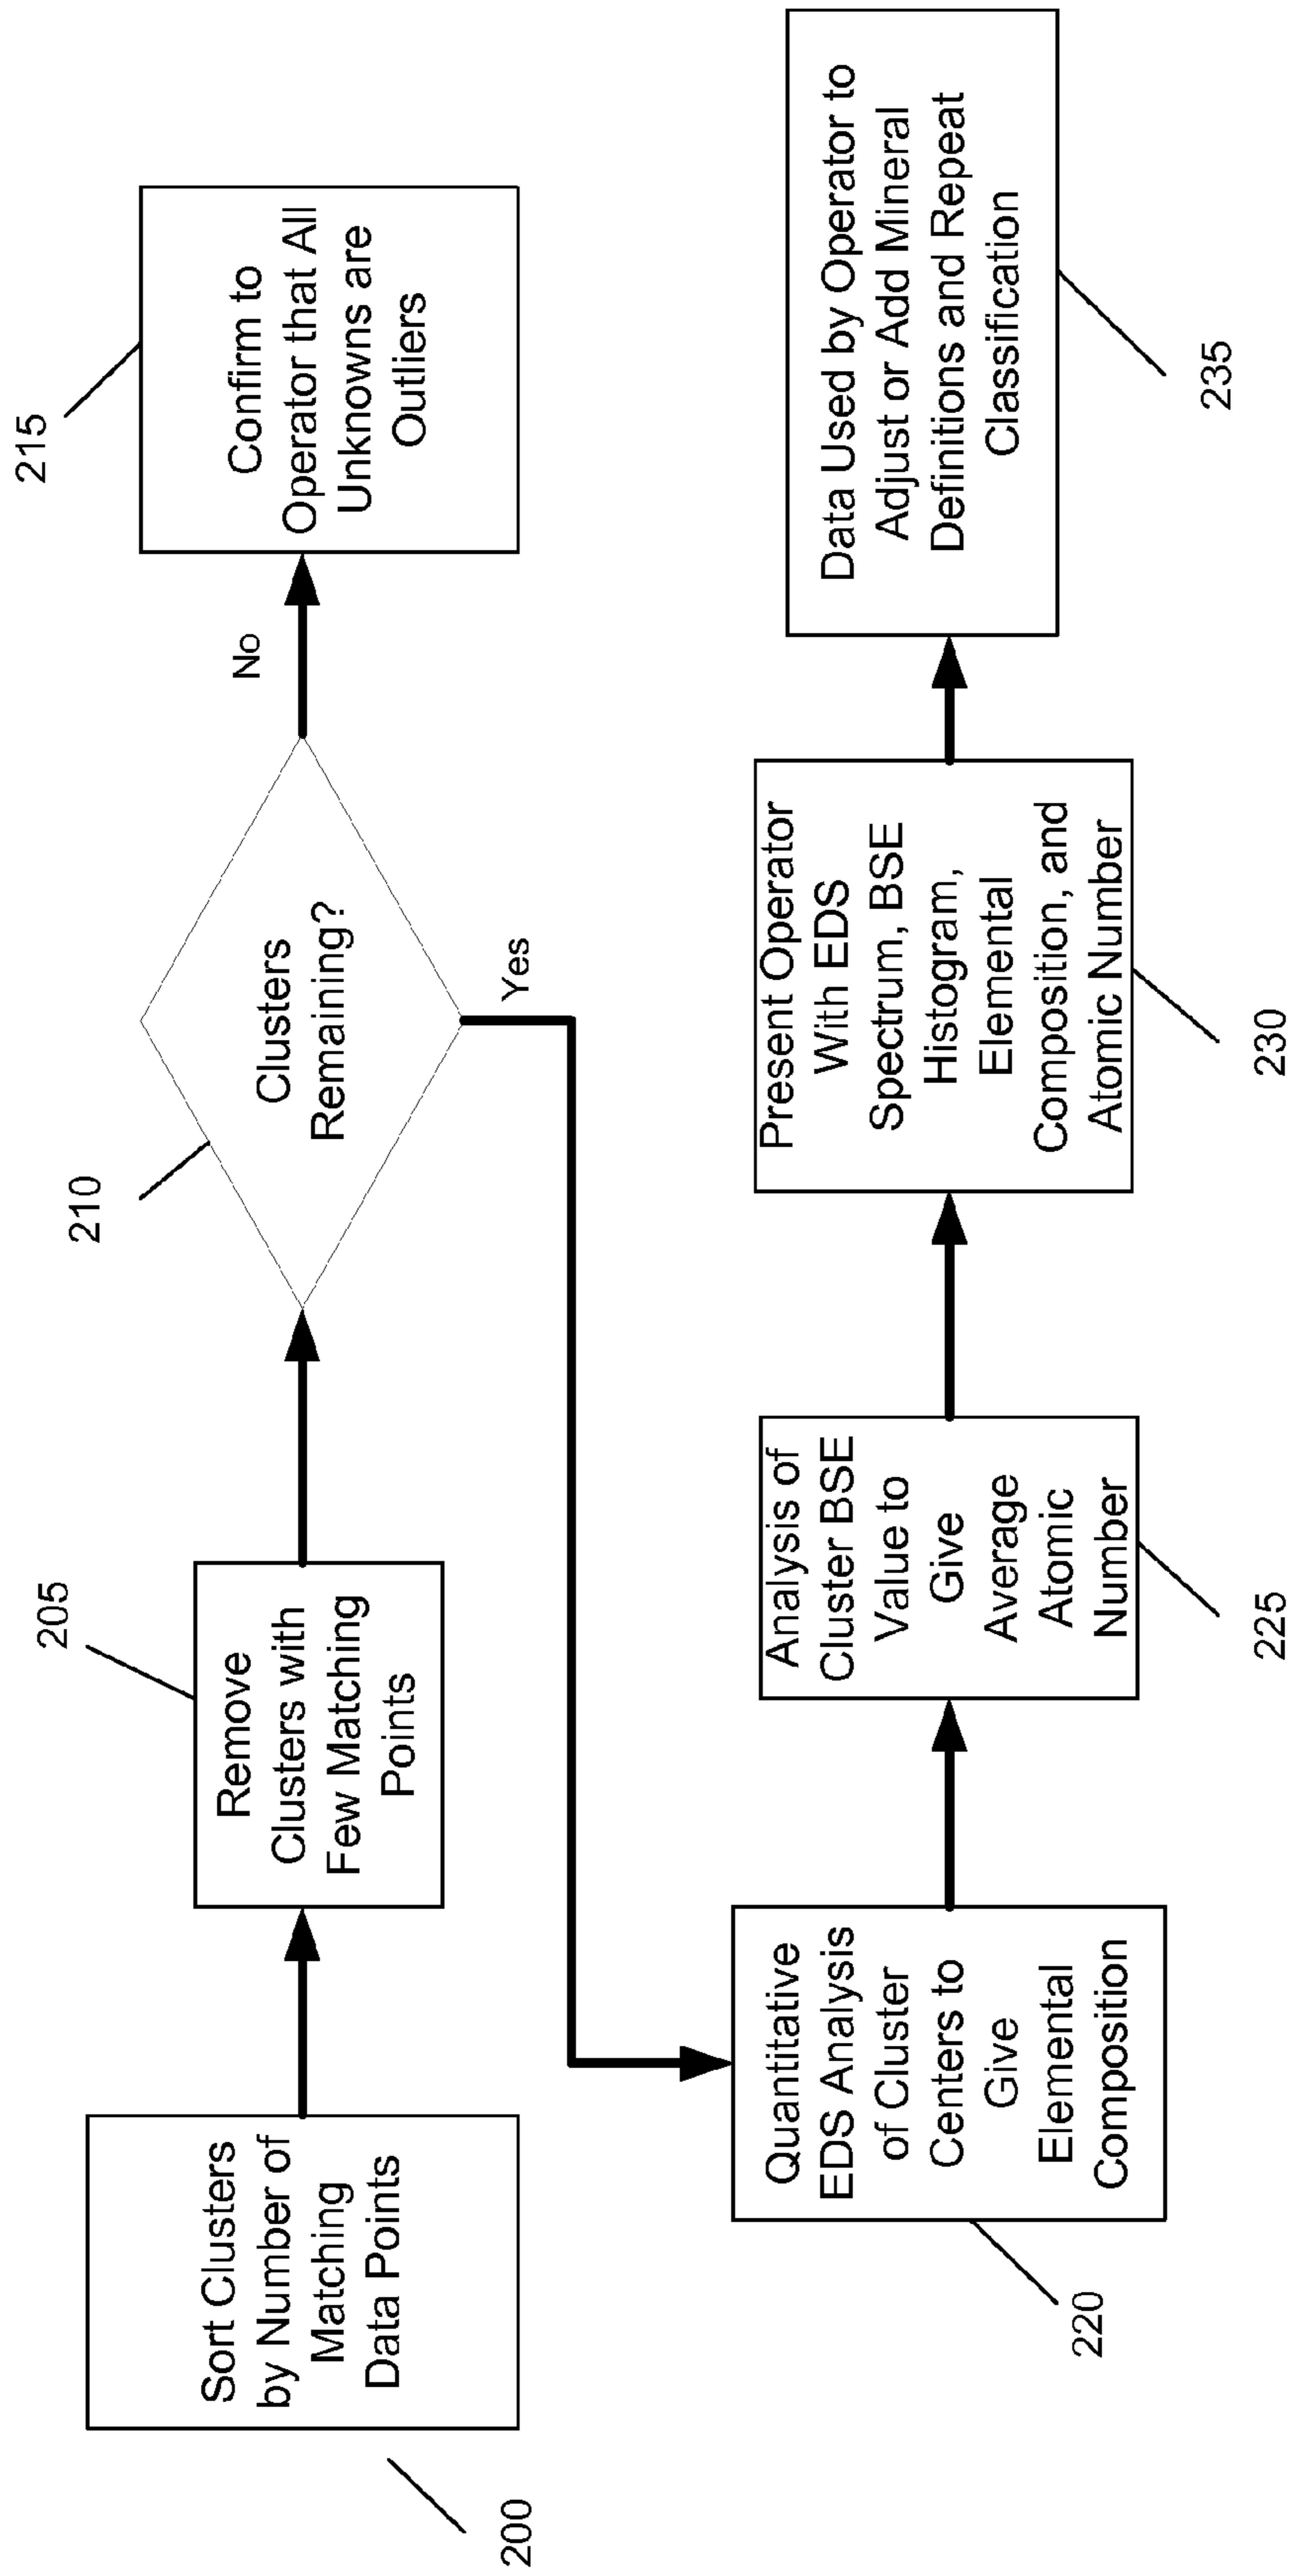 Sort Clusters
by Number of
Matching
Data Points
200
Remove
Clusters with
Few Matching
Points
205
Clusters
Remaining?
210
No
Yes
Confirm to
Operator that All
Unknowns are
Outliers
215
Quantitative
EDS Analysis
of Cluster
Centers to
Give
Elemental
Composition
220
Analysis of
Cluster BSE
Value to
Give
Average
Atomic
Number
225
Present Operator
With EDS
Spectrum, BSE
Histogram,
Elemental
Composition, and
Atomic Number
230
Data Used by Operator to
Adjust or Add Mineral
Definitions and Repeat
Classification
235